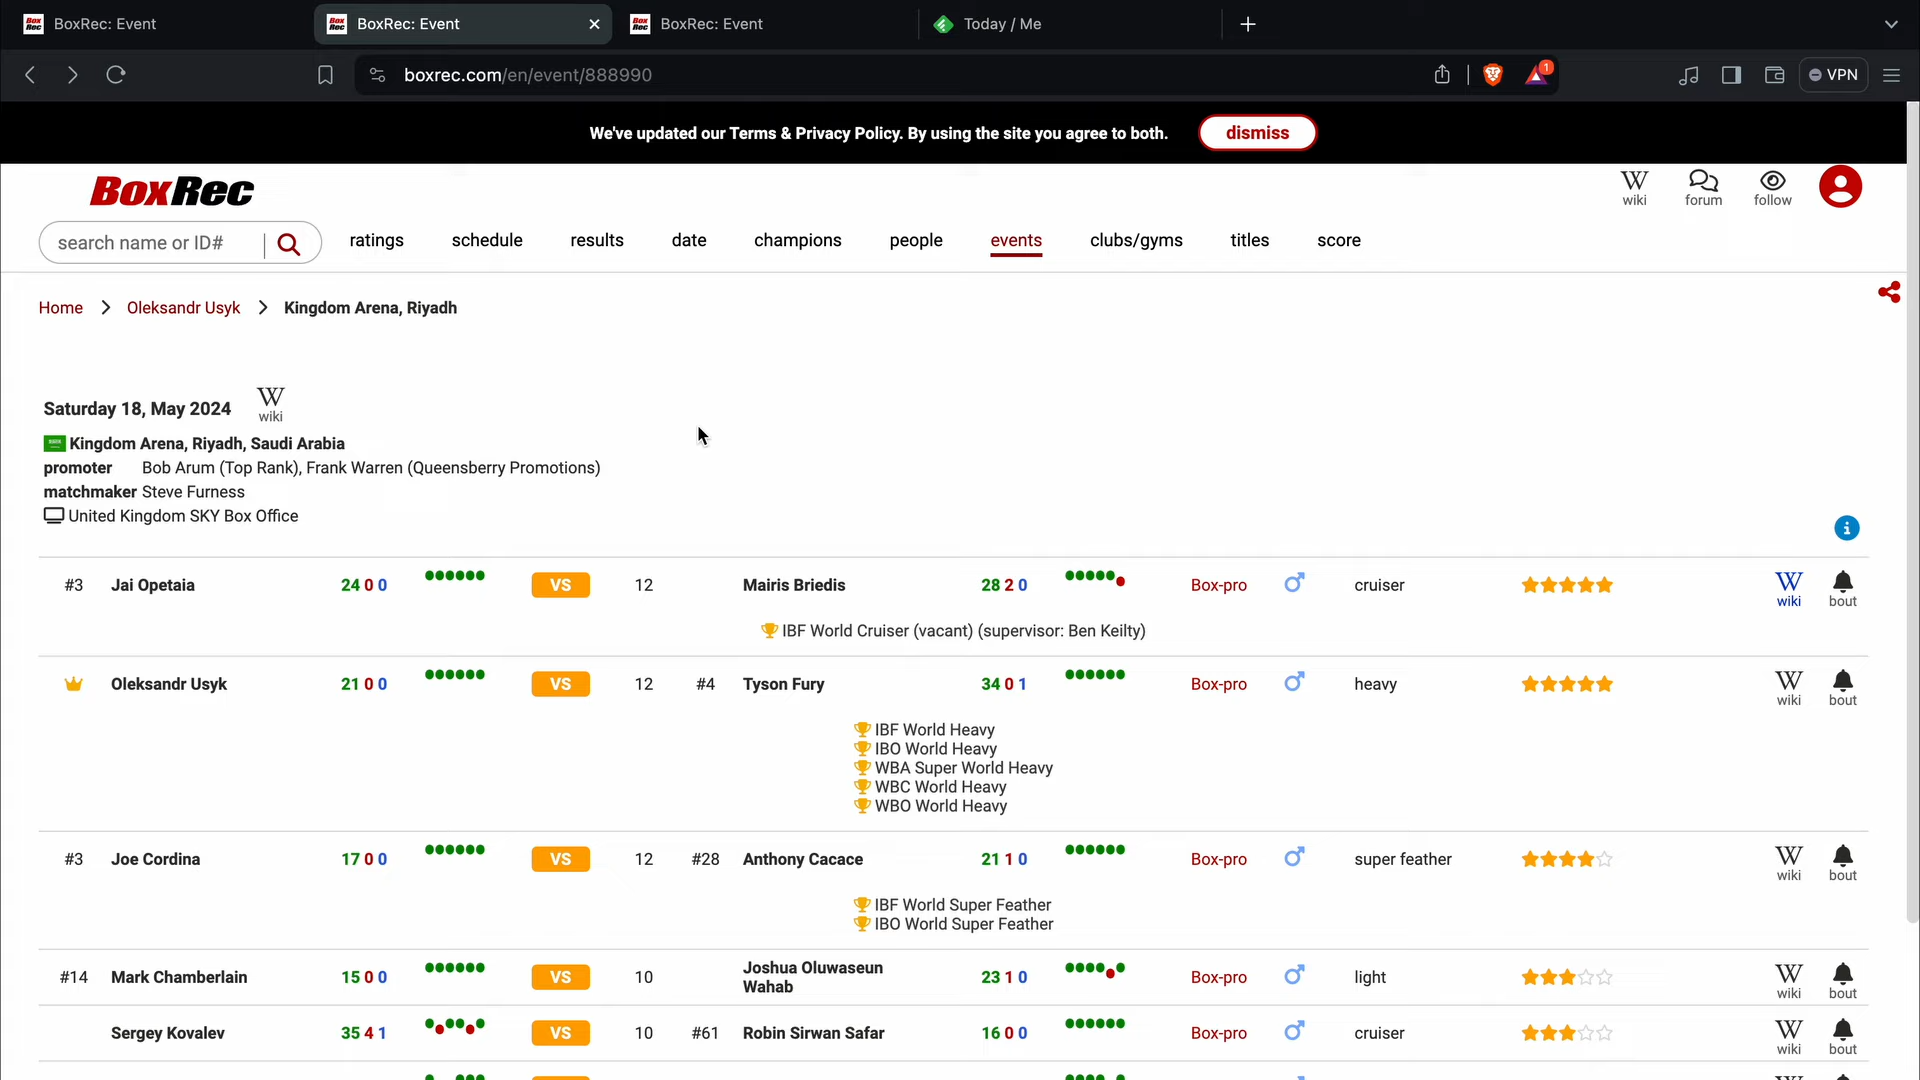 BoxRec: Event
BoxRec: Event
BoxRec: Event
Today / Me
boxrec.com/en/event/888990
1
VPN
We've updated our Terms & Privacy Policy. By using the site you agree to both.
dismiss
BoxRec
wiki
forum
follow
search name or ID#
ratings
schedule
results
date
champions
people
events
clubs/gyms
titles
score
Home > Oleksandr Usyk > Kingdom Arena, Riyadh
Saturday 18, May 2024
W
wiki
Kingdom Arena, Riyadh, Saudi Arabia
promoter Bob Arum (Top Rank), Frank Warren (Queensberry Promotions)
matchmaker Steve Furness
United Kingdom SKY Box Office
#3 Jai Opetaia 24 0 0 VS 12 Mairis Briedis 28 2 0 Box-pro cruiser W wiki bout
IBF World Cruiser (vacant) (supervisor: Ben Keilty)
Oleksandr Usyk 21 0 0 VS 12 #4 Tyson Fury 34 0 1 Box-pro heavy W wiki bout
IBF World Heavy
IBO World Heavy
WBA Super World Heavy
WBC World Heavy
WBO World Heavy
#3 Joe Cordina 17 0 0 VS 12 #28 Anthony Cacace 21 1 0 Box-pro super feather W wiki bout
IBF World Super Feather
IBO World Super Feather
#14 Mark Chamberlain 15 0 0 VS 10 Joshua Oluwaseun Wahab 23 1 0 Box-pro light W wiki bout
Sergey Kovalev 35 4 1 VS 10 #61 Robin Sirwan Safar 16 0 0 Box-pro cruiser W wiki bout